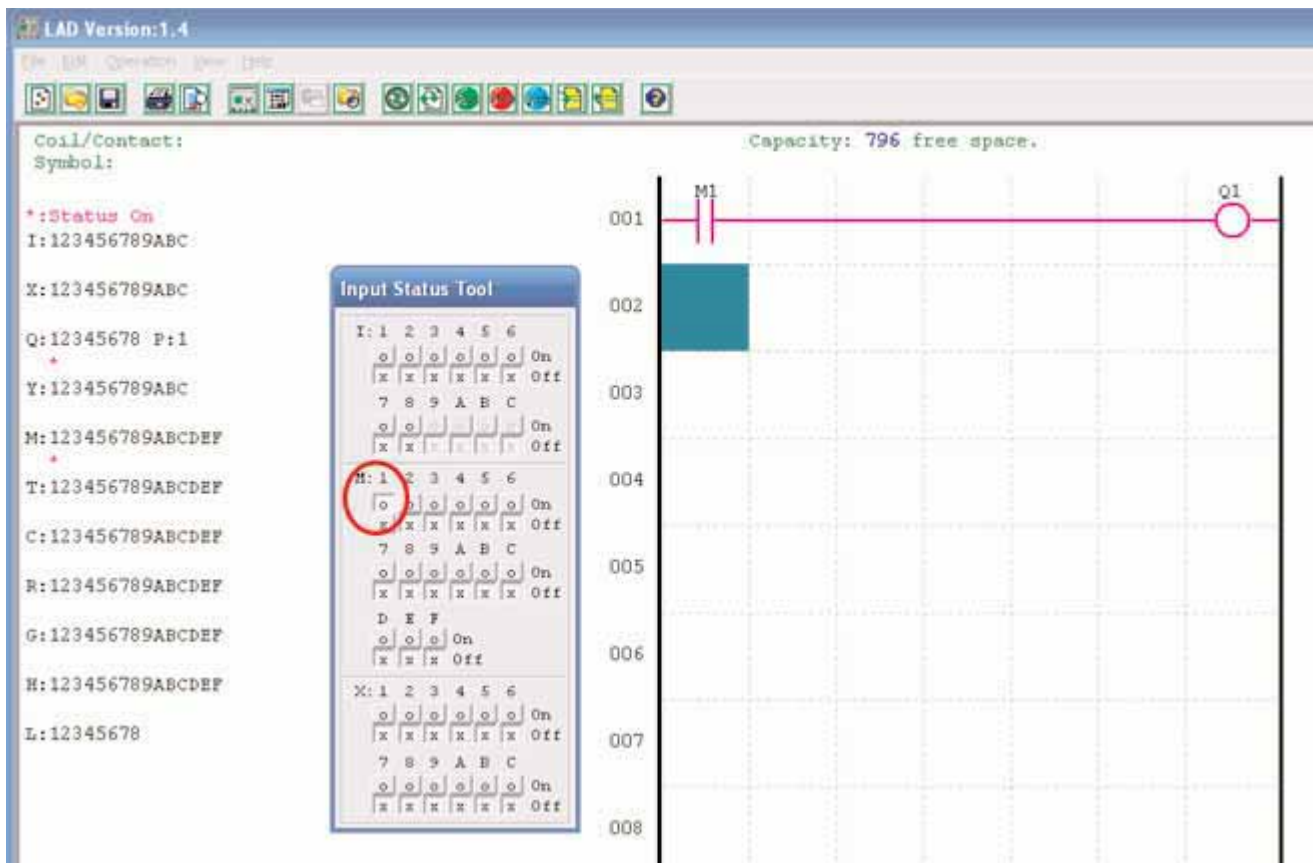 LAD Version:1.4
File Edit Operation View Help
Coil/Contact:
Symbol:
Capacity: 796 free space.
*:Status On
I:123456789ABC
X:123456789ABC
Q:12345678 P:1
*
Y:123456789ABC
M:123456789ABCDEF
*
T:123456789ABCDEF
C:123456789ABCDEF
R:123456789ABCDEF
G:123456789ABCDEF
H:123456789ABCDEF
L:12345678
Input Status Tool
I: 1 2 3 4 5 6
o o o o o o On
x x x x x x Off
7 8 9 A B C
o o o o o o On
x x x x x x Off
M: 1 2 3 4 5 6
o o o o o o On
x x x x x x Off
7 8 9 A B C
o o o o o o On
x x x x x x Off
D E F
o o o On
x x x Off
X: 1 2 3 4 5 6
o o o o o o On
x x x x x x Off
7 8 9 A B C
o o o o o o On
x x x x x x Off
M1 Q1
001
002
003
004
005
006
007
008